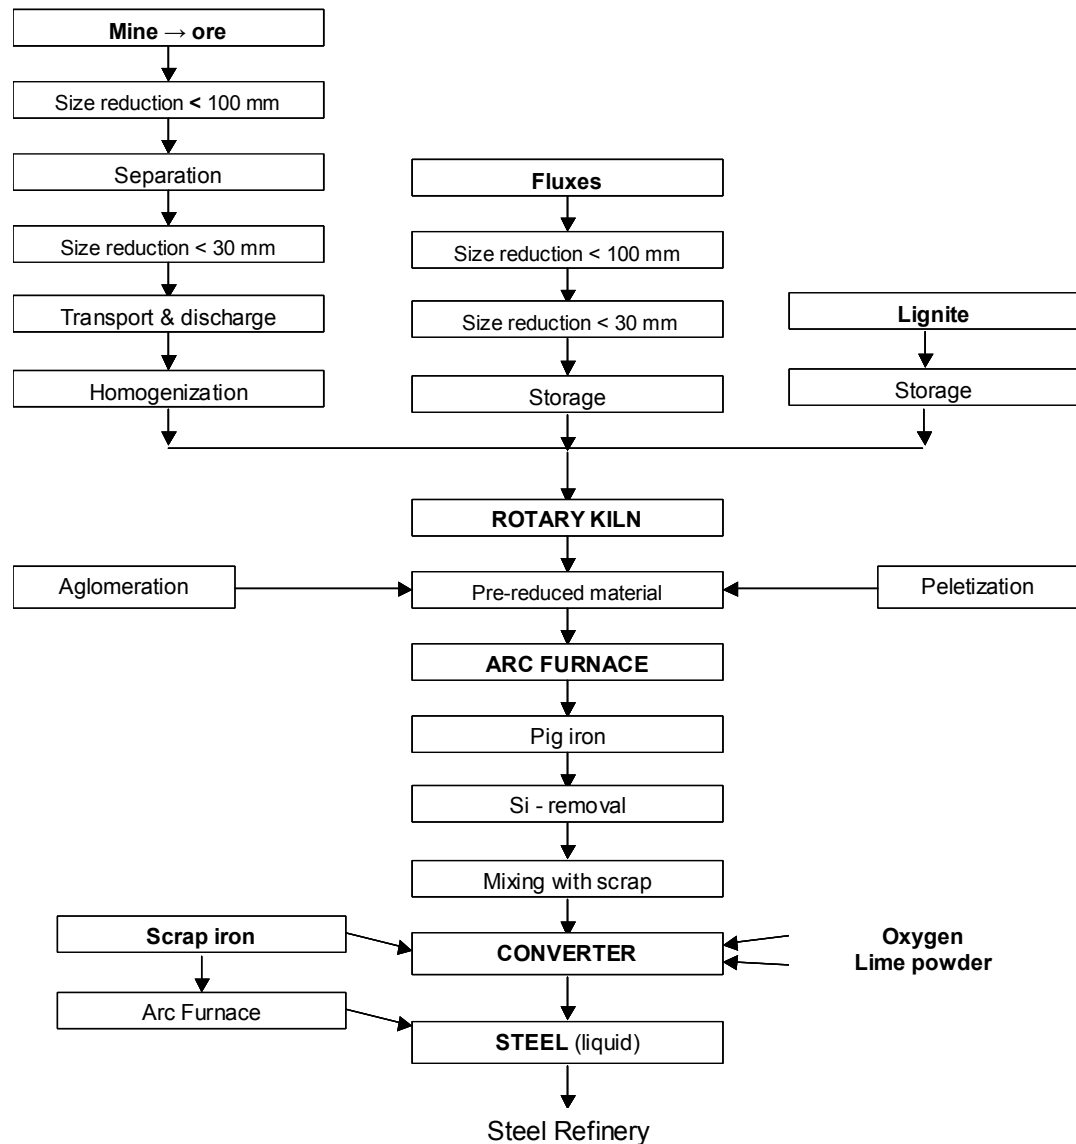 Mine → ore
Size reduction < 100 mm
Separation
Size reduction < 30 mm
Transport & discharge
Homogenization
Fluxes
Size reduction < 100 mm
Size reduction < 30 mm
Storage
Lignite
Storage
ROTARY KILN
Aglomeration
Pre-reduced material
Peletization
ARC FURNACE
Pig iron
Si - removal
Mixing with scrap
Scrap iron
CONVERTER
Oxygen
Lime powder
Arc Furnace
STEEL (liquid)
Steel Refinery